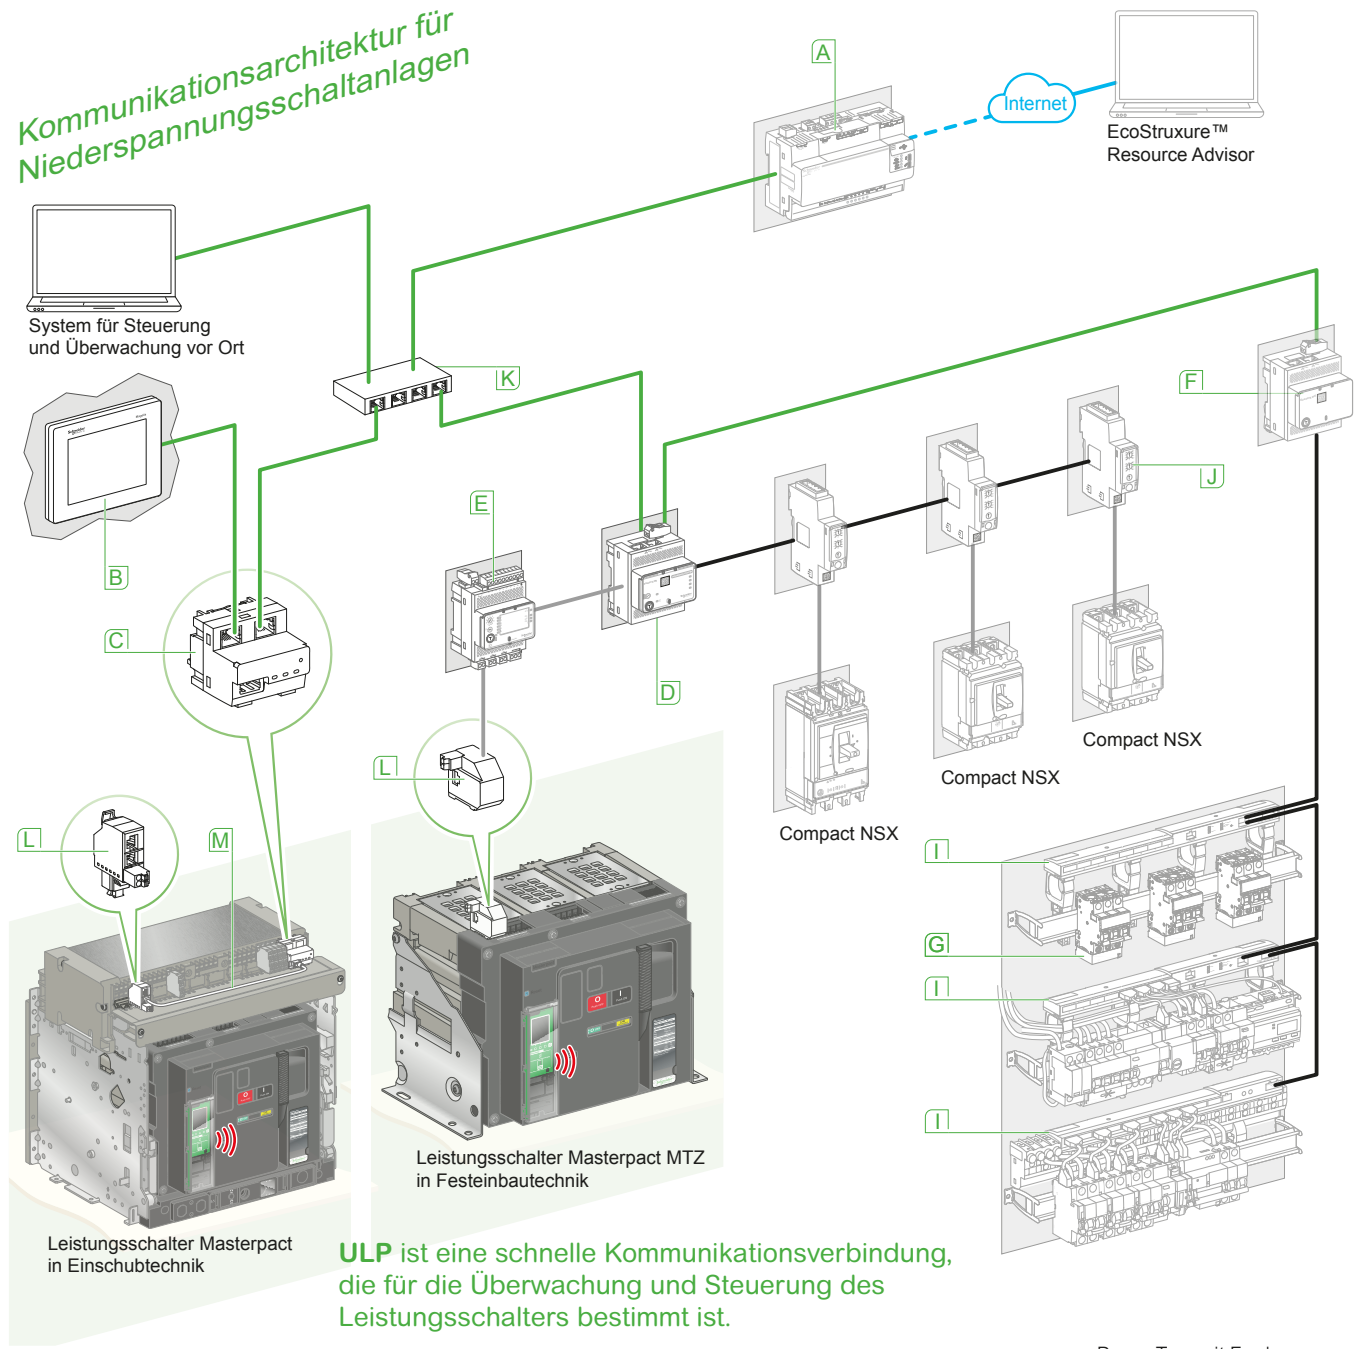 Kommunikationsarchitektur für
Niederspannungsschaltanlagen
A
Internet
EcoStruxure™
Resource Advisor
System für Steuerung
und Überwachung vor Ort
K
F
J
E
B
C
D
L
Compact NSX
Compact NSX
Compact NSX
L
M
I
G
I
I
Leistungsschalter Masterpact MTZ
in Festeinbautechnik
Leistungsschalter Masterpact
in Einschubtechnik
ULP ist eine schnelle Kommunikationsverbindung,
die für die Überwachung und Steuerung des
Leistungsschalters bestimmt ist.